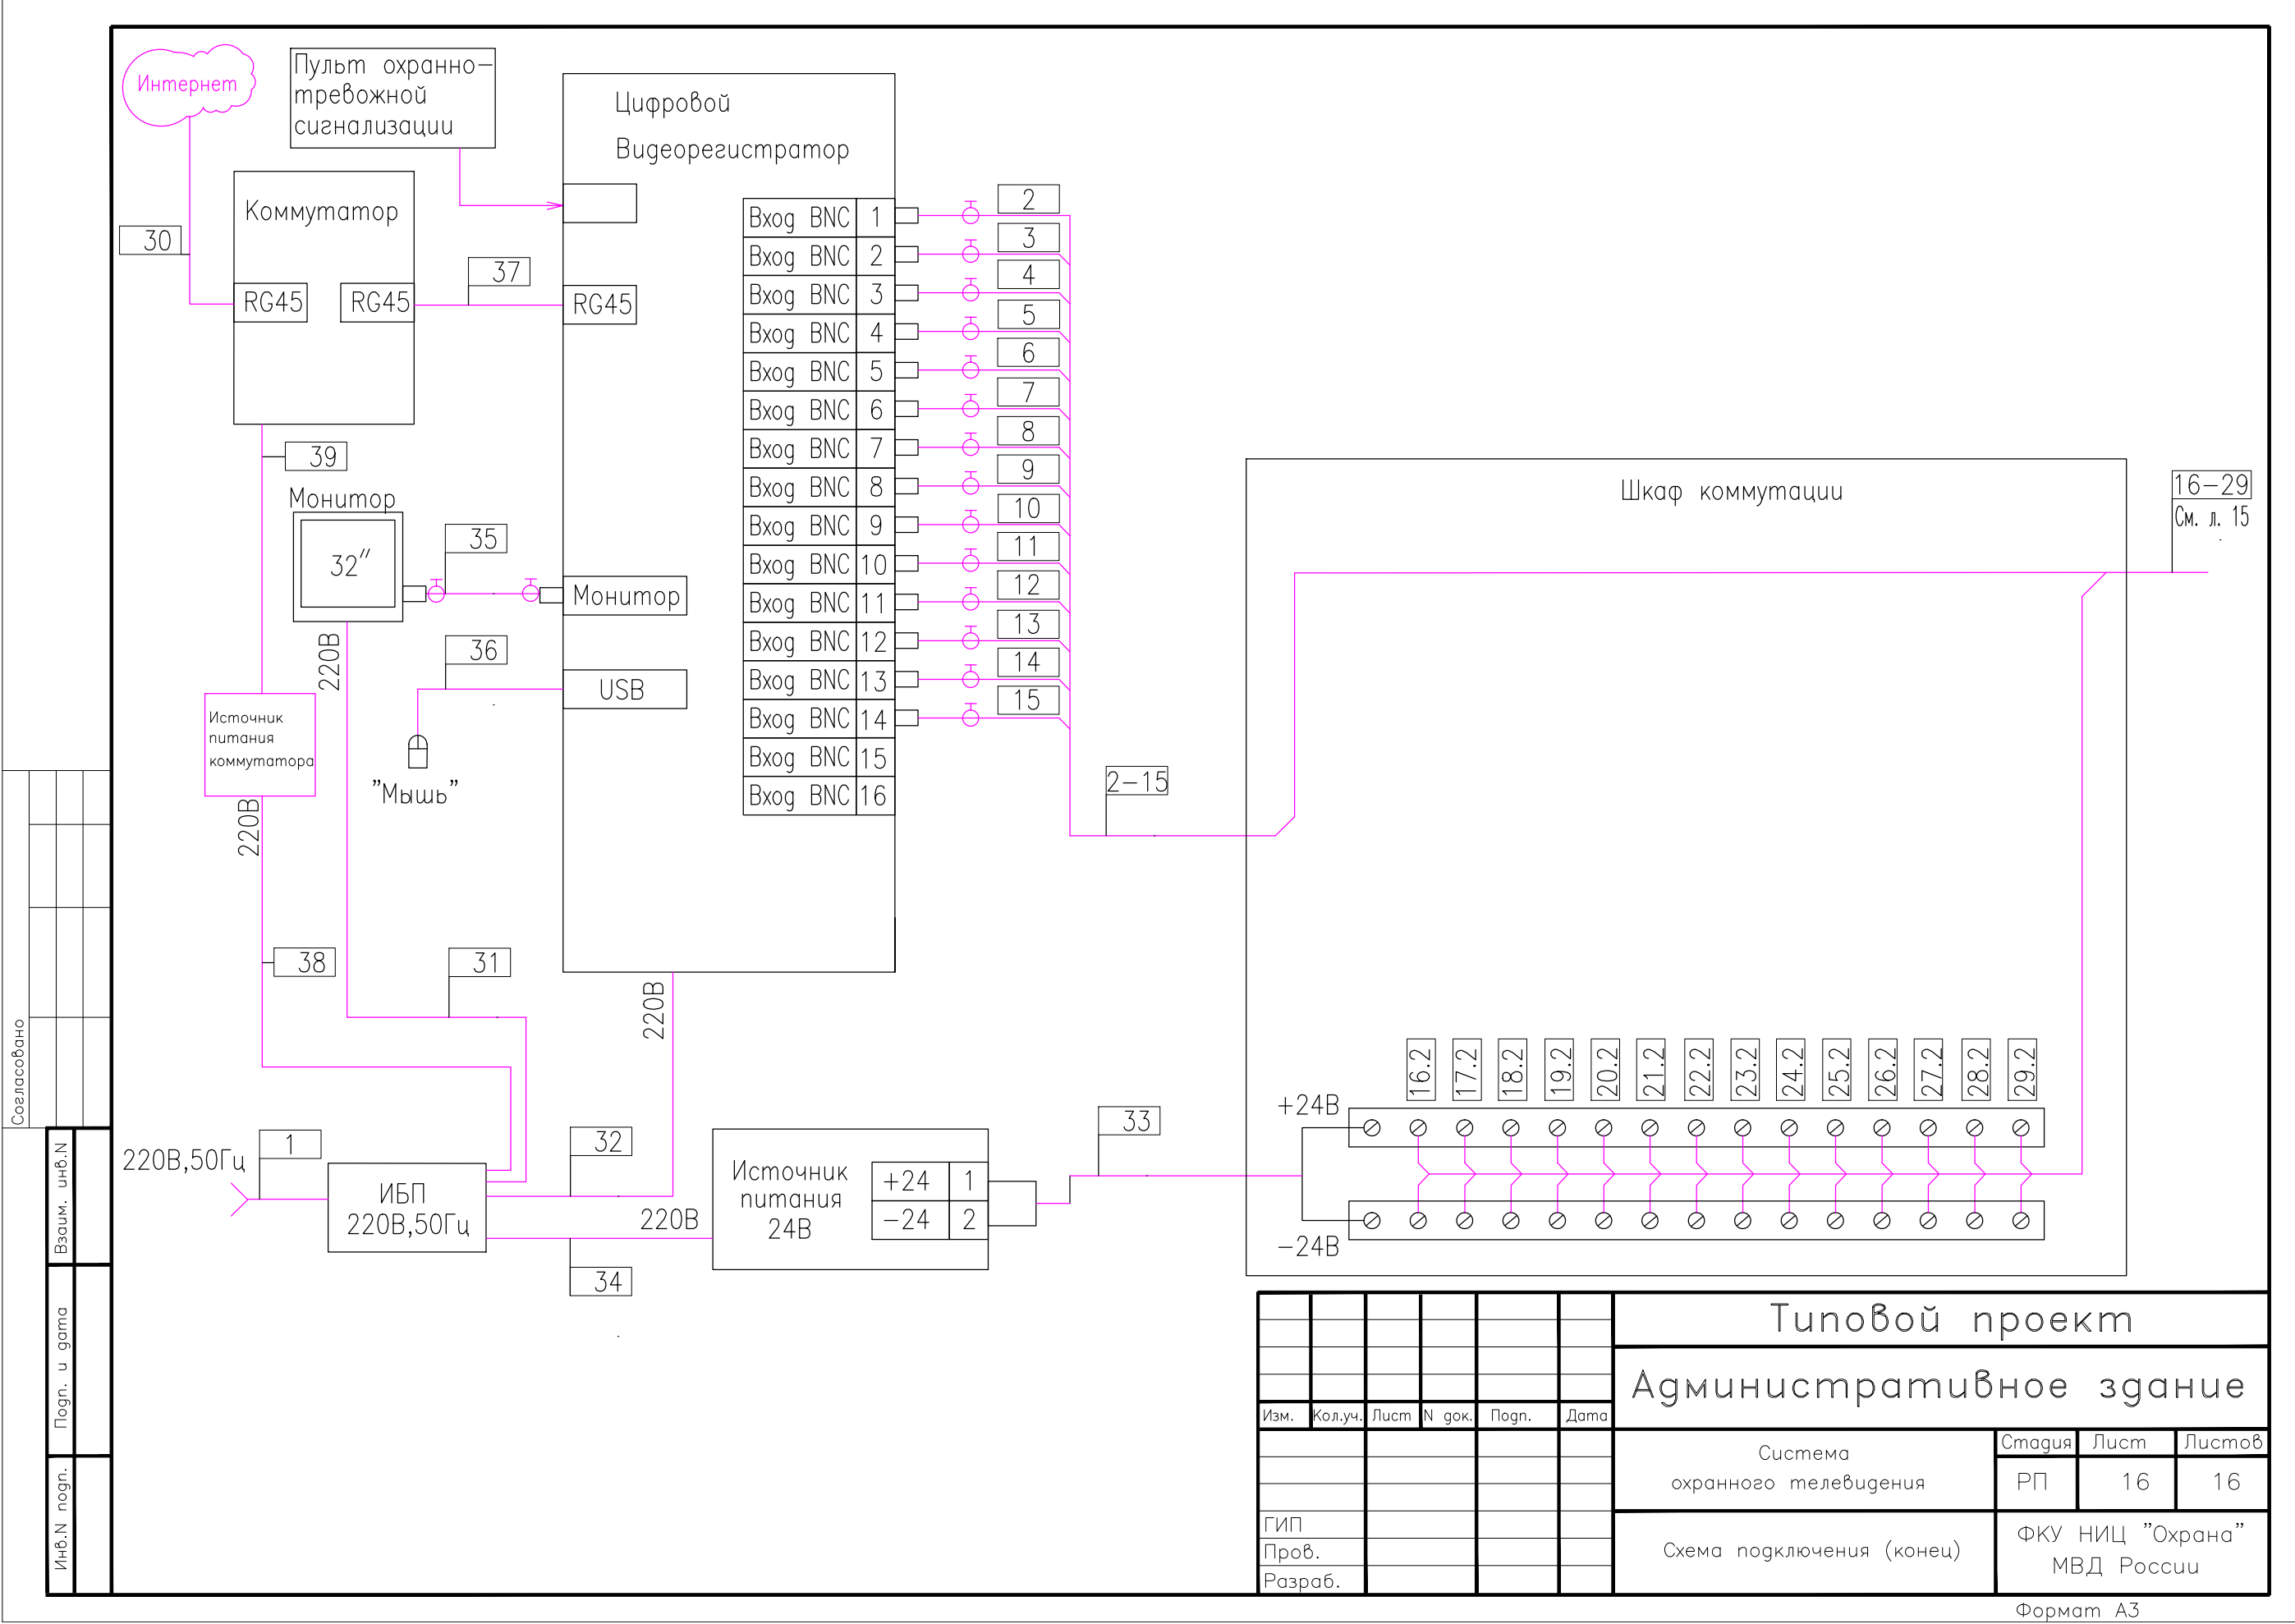 Интернет
Пульт охранно-
тревожной
сигнализации
Цифровой
Видеорегистратор
Коммутатор
30
RG45
RG45
37
RG45
39
Монитор
32"
35
Монитор
36
USB
"Мышь"
220В
Источник
питания
коммутатора
220В
38
31
220В
Вход BNC 1
Вход BNC 2
Вход BNC 3
Вход BNC 4
Вход BNC 5
Вход BNC 6
Вход BNC 7
Вход BNC 8
Вход BNC 9
Вход BNC 10
Вход BNC 11
Вход BNC 12
Вход BNC 13
Вход BNC 14
Вход BNC 15
Вход BNC 16
2
3
4
5
6
7
8
9
10
11
12
13
14
15
2-15
Шкаф коммутации
16-29
См. л. 15
220В,50Гц
1
ИБП
220В,50Гц
32
34
220В
Источник
питания
24В
+24 1
-24 2
33
+24В
-24В
16.2
17.2
18.2
19.2
20.2
21.2
22.2
23.2
24.2
25.2
26.2
27.2
28.2
29.2
Согласовано
Взаим. инв.N
Подп. и дата
Инв.N подп.
Изм. Кол.уч. Лист N док. Подп. Дата
ГИП
Пров.
Разраб.
Типовой проект
Административное здание
Система
охранного телевидения
Стадия Лист Листов
РП 16 16
Схема подключения (конец)
ФКУ НИЦ "Охрана"
МВД России
Формат А3